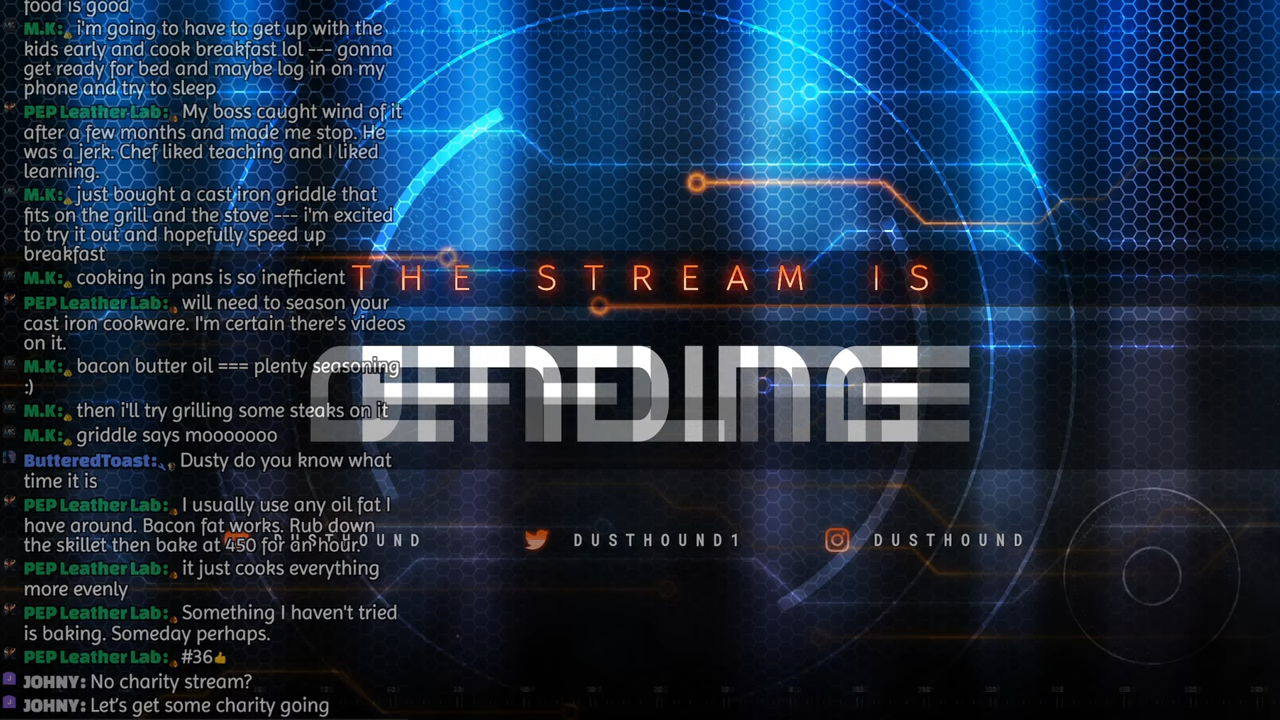 food is good
M.K: i'm going to have to get up with the
kids early and cook breakfast lol --- gonna
get ready for bed and maybe log in on my
phone and try to sleep
PEP Leather Lab: My boss caught wind of it
after a few months and made me stop. He
was a jerk. Chef liked teaching and I liked
learning.
M.K: just bought a cast iron griddle that
fits on the grill and the stove --- i'm excited
to try it out and hopefully speed up
breakfast
M.K: cooking in pans is so inefficient
THE STREAM IS
PEP Leather Lab: will need to season your
cast iron cookware. I'm certain there's videos
on it.
M.K: bacon butter oil === plenty seasoning
:)
ENDING
M.K: then i'll try grilling some steaks on it
M.K: griddle says mooooooo
ButteredToast: Dusty do you know what
time it is
PEP Leather Lab: I usually use any oil fat I
have around. Bacon fat works. Rub down
the skillet then bake at 450 for an hour.
DUSTHOUND
DUSTHOUND1
DUSTHOUND
PEP Leather Lab: it just cooks everything
more evenly
PEP Leather Lab: Something I haven't tried
is baking. Someday perhaps.
PEP Leather Lab: #36👍
JOHNY: No charity stream?
JOHNY: Let's get some charity going